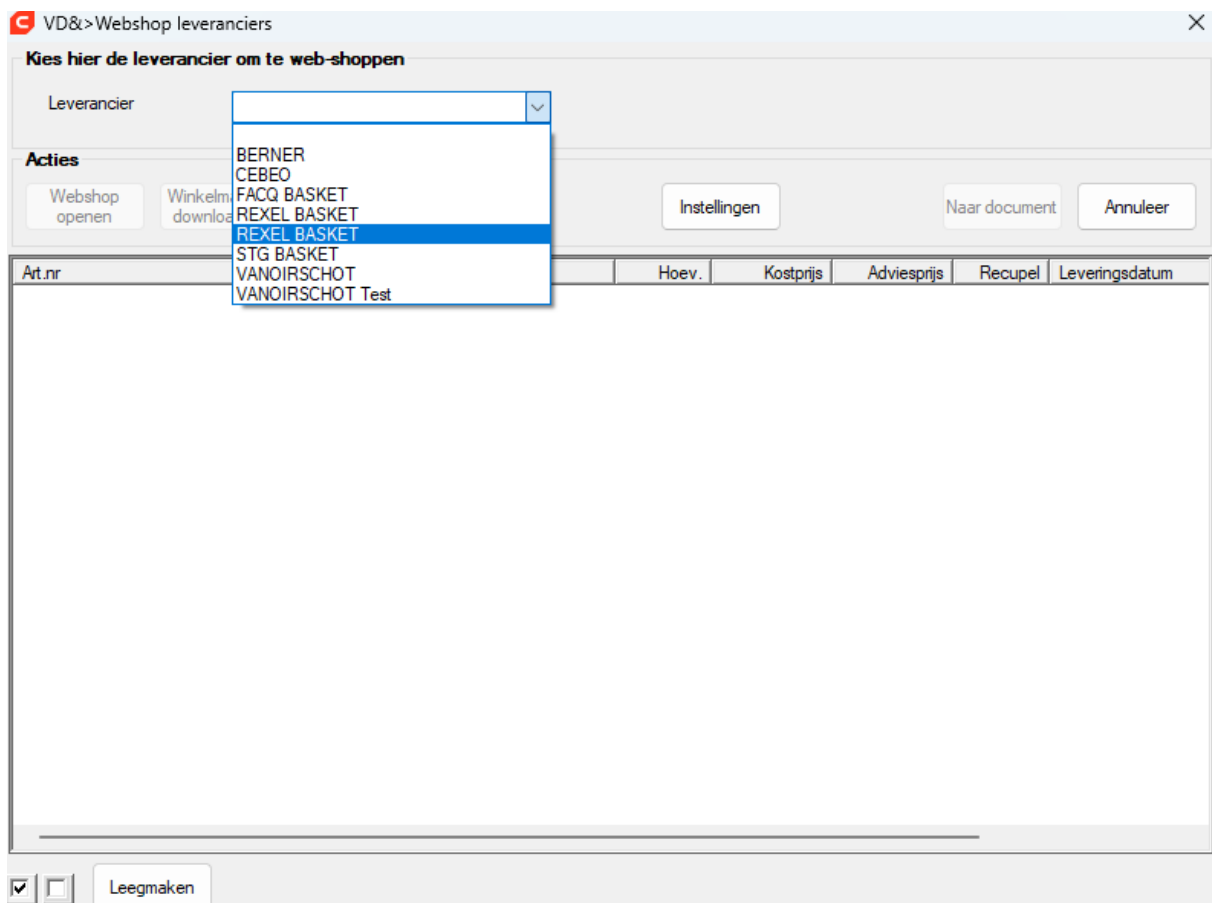 VD&>Webshop leveranciers
Kies hier de leverancier om te web-shoppen
Leverancier
BERNER
CEBEO
FACQ BASKET
REXEL BASKET
REXEL BASKET
STG BASKET
VANOIRSCHOT
VANOIRSCHOT Test
Acties
Webshop openen
Instellingen
Naar document
Annuleer
Art.nr Hoev. Kostprijs Adviesprijs Recupel Leveringsdatum
Leegmaken